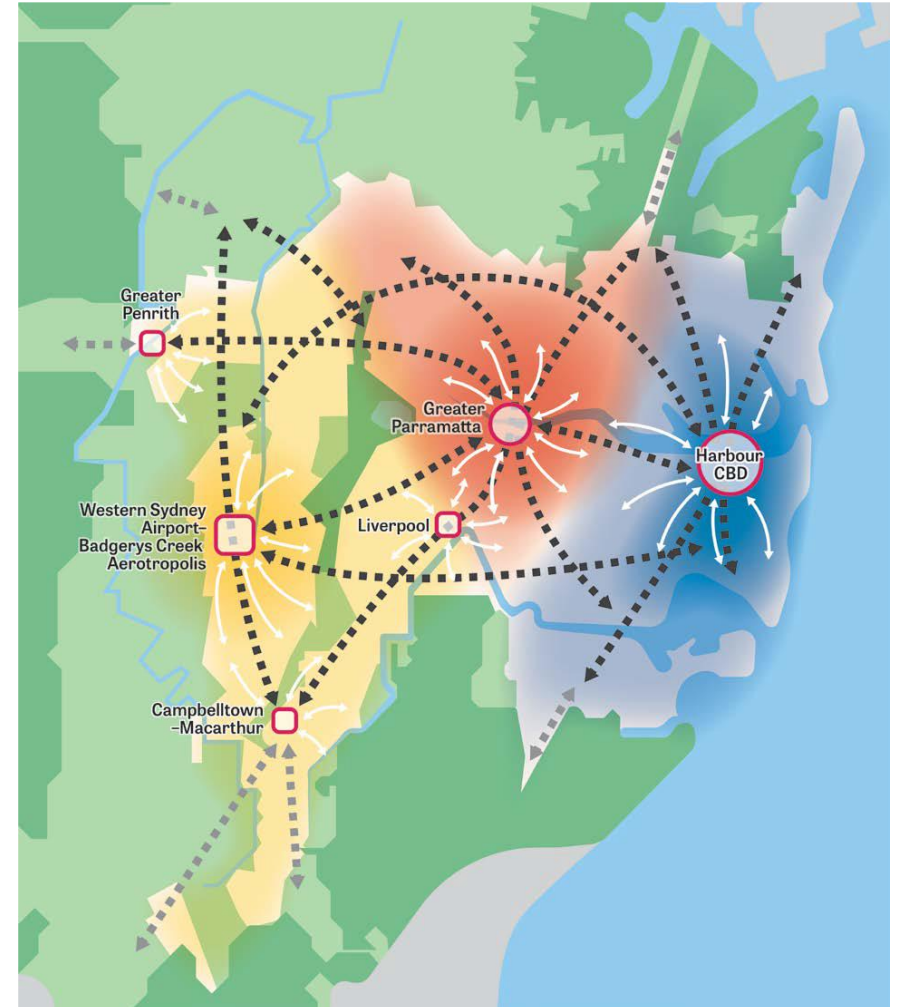 Greater
Penrith
Greater
Parramatta
Harbour
CBD
Western Sydney
Airport–
Badgerys Creek
Aerotropolis
Liverpool
Campbelltown
–Macarthur